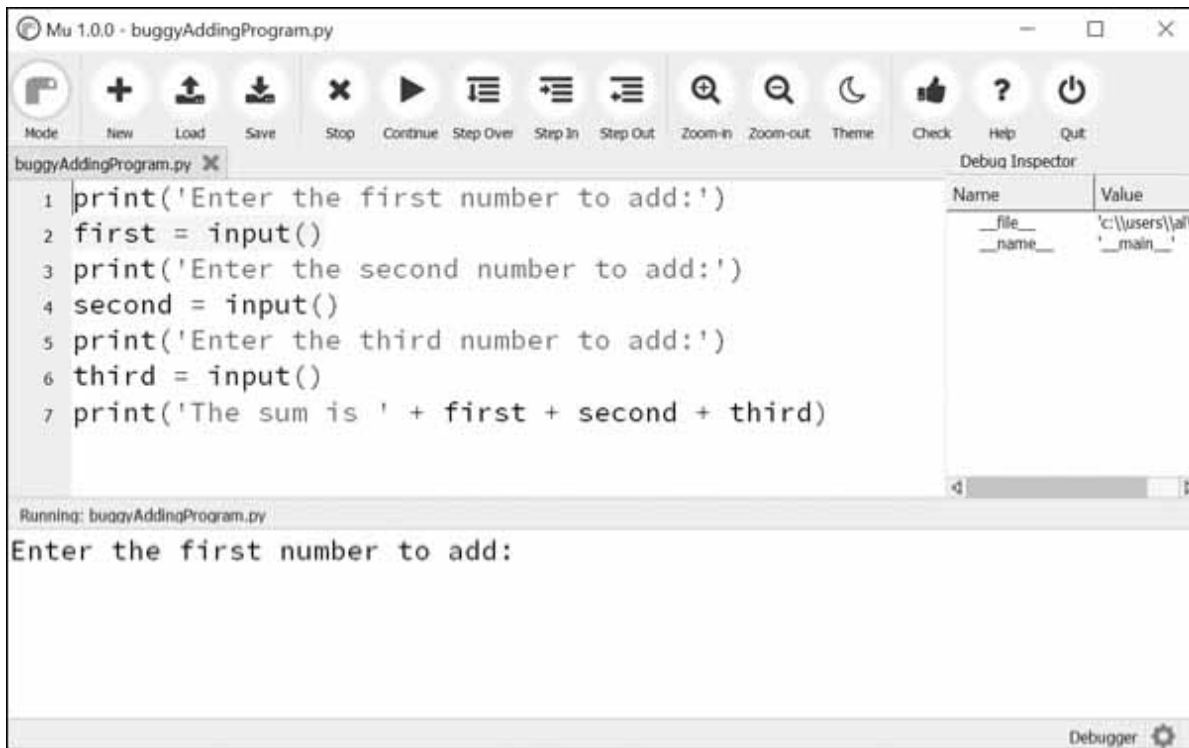 Mu 1.0.0 - buggyAddingProgram.py
Mode New Load Save Stop Continue Step Over Step In Step Out Zoom-in Zoom-out Theme Check Help Quit
buggyAddingProgram.py
Debug Inspector
Name Value
__file__ 'c:\\users\\al\
__name__ '__main__'
1 print('Enter the first number to add:')
2 first = input()
3 print('Enter the second number to add:')
4 second = input()
5 print('Enter the third number to add:')
6 third = input()
7 print('The sum is ' + first + second + third)
Running: buggyAddingProgram.py
Enter the first number to add:
Debugger